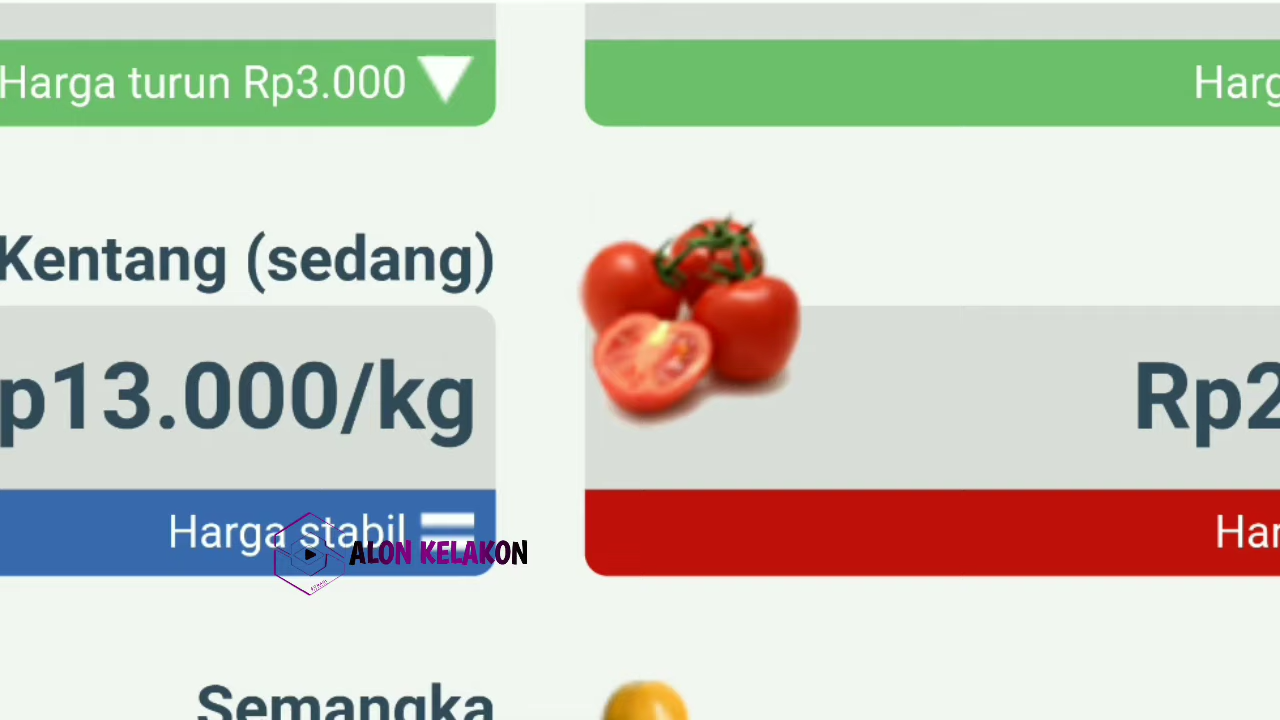 Harga turun Rp3.000
Harg
Kentang (sedang)
p13.000/kg
Rp2
Harga stabil
Har
ALON KELAKON
Semangka